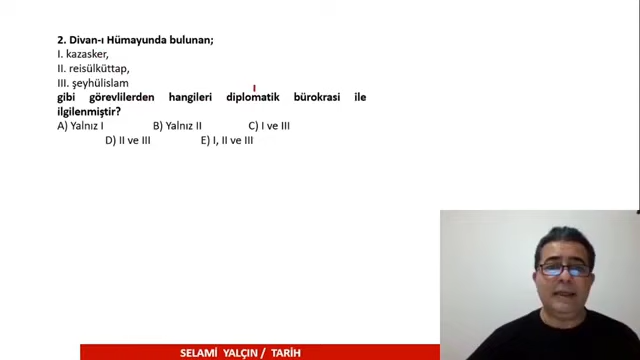 2. Divan-ı Hümayunda bulunan;
I. kazasker,
II. reisülküttap,
III. şeyhülislam
gibi görevlilerden hangileri diplomatik bürokrasi ile
ilgilenmiştir?
A) Yalnız I B) Yalnız II C) I ve III
D) II ve III E) I, II ve III
SELAMİ YALÇIN / TARİH